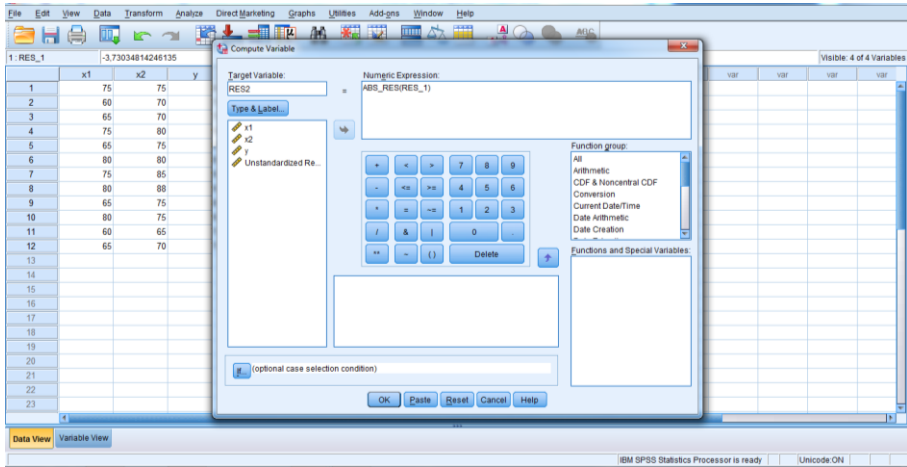 File Edit View Data Transform Analyze Direct Marketing Graphs Utilities Add-ons Window Help
Compute Variable
1 : RES_1 -3,73034814246135 Visible: 4 of 4 Variables
x1 x2 y var var var var
Target Variable: Numeric Expression:
RES2 = ABS_RES(RES_1)
Type & Label...
x1
x2
y
Unstandardized Re...
Function group:
All
Arithmetic
CDF & Noncentral CDF
Conversion
Current Date/Time
Date Arithmetic
Date Creation
+ < > 7 8 9
- <= >= 4 5 6
* = ~= 1 2 3
/ & | 0 .
** ~ ( ) Delete
Functions and Special Variables:
If... (optional case selection condition)
OK Paste Reset Cancel Help
1 75 75
2 60 70
3 65 70
4 75 80
5 65 75
6 80 80
7 75 85
8 80 88
9 65 75
10 80 75
11 60 65
12 65 70
13
14
15
16
17
18
19
20
21
22
23
Data View Variable View
IBM SPSS Statistics Processor is ready Unicode:ON